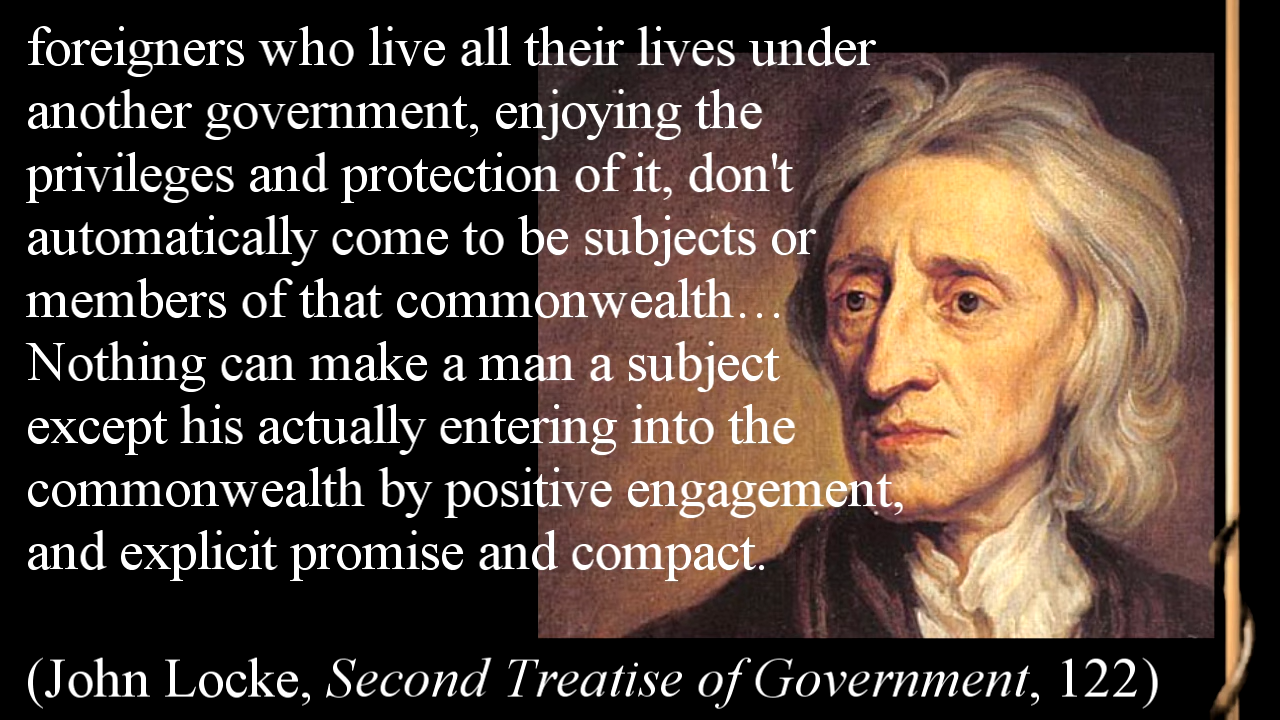 foreigners who live all their lives under
another government, enjoying the
privileges and protection of it, don't
automatically come to be subjects or
members of that commonwealth…
Nothing can make a man a subject
except his actually entering into the
commonwealth by positive engagement,
and explicit promise and compact.
(John Locke, Second Treatise of Government, 122)